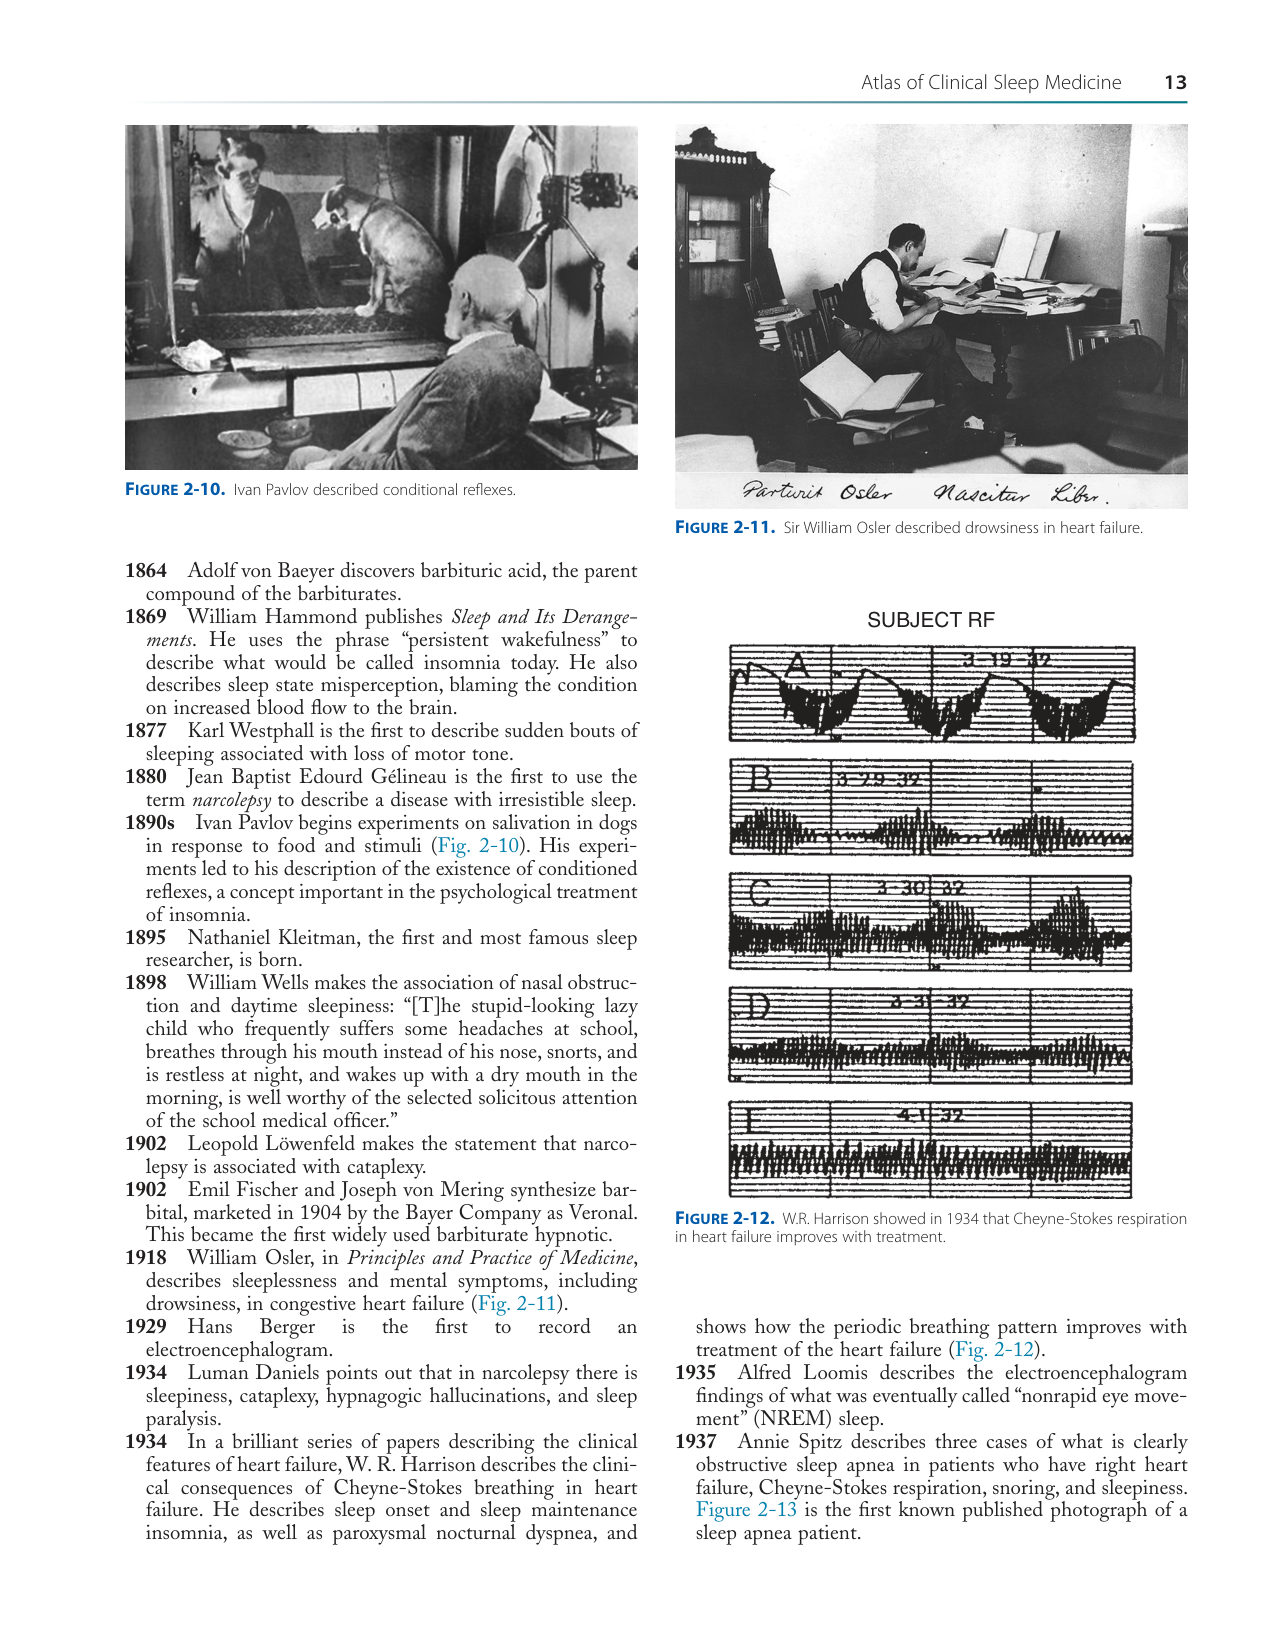 Atlas of Clinical Sleep Medicine 13
FIGURE 2-10. Ivan Pavlov described conditional reflexes.
Parturit Osler Nascitur Liber.
FIGURE 2-11. Sir William Osler described drowsiness in heart failure.
1864 Adolf von Baeyer discovers barbituric acid, the parent
compound of the barbiturates.
1869 William Hammond publishes Sleep and Its Derange-
ments. He uses the phrase “persistent wakefulness” to
describe what would be called insomnia today. He also
describes sleep state misperception, blaming the condition
on increased blood flow to the brain.
1877 Karl Westphall is the first to describe sudden bouts of
sleeping associated with loss of motor tone.
1880 Jean Baptist Edourd Gélineau is the first to use the
term narcolepsy to describe a disease with irresistible sleep.
1890s Ivan Pavlov begins experiments on salivation in dogs
in response to food and stimuli (Fig. 2-10). His experi-
ments led to his description of the existence of conditioned
reflexes, a concept important in the psychological treatment
of insomnia.
1895 Nathaniel Kleitman, the first and most famous sleep
researcher, is born.
1898 William Wells makes the association of nasal obstruc-
tion and daytime sleepiness: “[T]he stupid-looking lazy
child who frequently suffers some headaches at school,
breathes through his mouth instead of his nose, snorts, and
is restless at night, and wakes up with a dry mouth in the
morning, is well worthy of the selected solicitous attention
of the school medical officer.”
1902 Leopold Löwenfeld makes the statement that narco-
lepsy is associated with cataplexy.
1902 Emil Fischer and Joseph von Mering synthesize bar-
bital, marketed in 1904 by the Bayer Company as Veronal.
This became the first widely used barbiturate hypnotic.
1918 William Osler, in Principles and Practice of Medicine,
describes sleeplessness and mental symptoms, including
drowsiness, in congestive heart failure (Fig. 2-11).
1929 Hans Berger is the first to record an
electroencephalogram.
1934 Luman Daniels points out that in narcolepsy there is
sleepiness, cataplexy, hypnagogic hallucinations, and sleep
paralysis.
1934 In a brilliant series of papers describing the clinical
features of heart failure, W. R. Harrison describes the clini-
cal consequences of Cheyne-Stokes breathing in heart
failure. He describes sleep onset and sleep maintenance
insomnia, as well as paroxysmal nocturnal dyspnea, and
SUBJECT RF
A 3-19-32
B 3-29-32
C 3-30-32
D 3-31-32
E 4-1-32
FIGURE 2-12. W.R. Harrison showed in 1934 that Cheyne-Stokes respiration
in heart failure improves with treatment.
shows how the periodic breathing pattern improves with
treatment of the heart failure (Fig. 2-12).
1935 Alfred Loomis describes the electroencephalogram
findings of what was eventually called “nonrapid eye move-
ment” (NREM) sleep.
1937 Annie Spitz describes three cases of what is clearly
obstructive sleep apnea in patients who have right heart
failure, Cheyne-Stokes respiration, snoring, and sleepiness.
Figure 2-13 is the first known published photograph of a
sleep apnea patient.